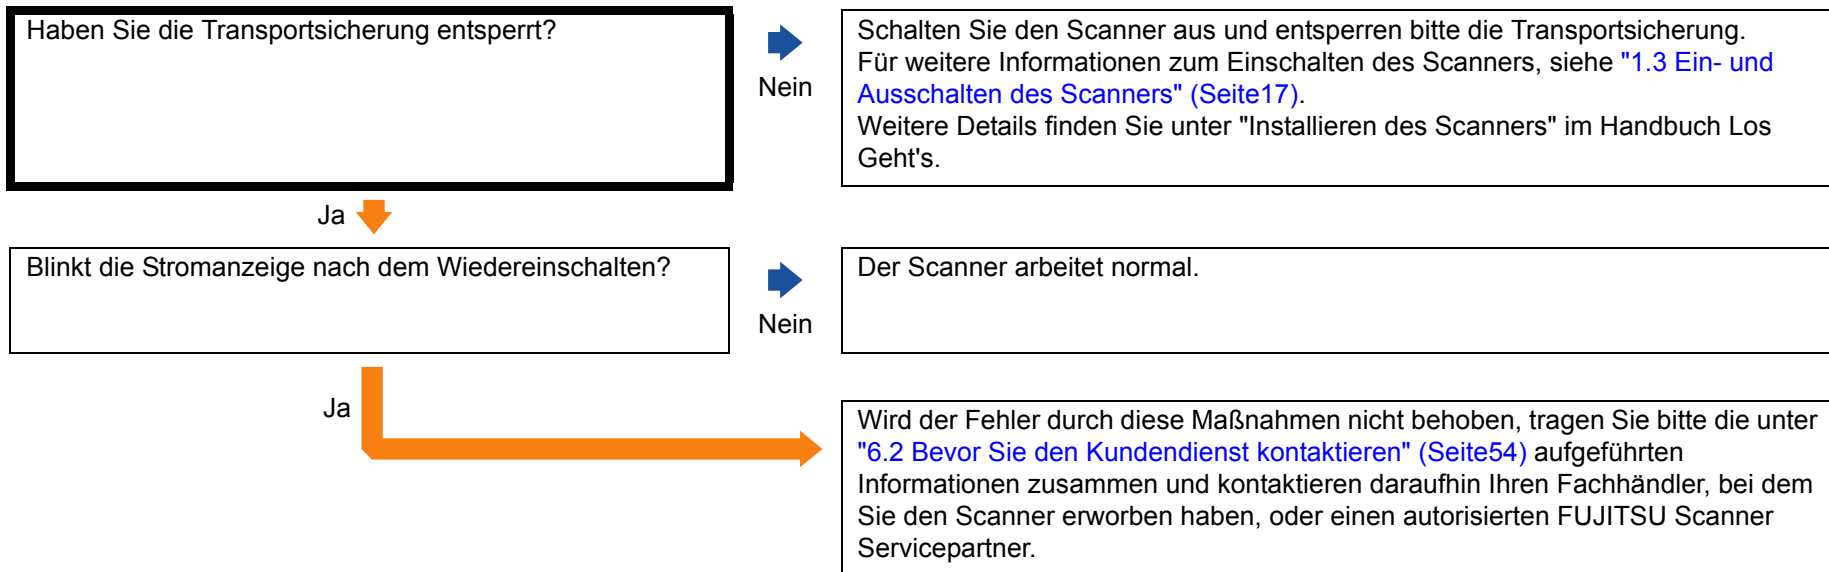 Haben Sie die Transportsicherung entsperrt?
Nein
Schalten Sie den Scanner aus und entsperren bitte die Transportsicherung.
Für weitere Informationen zum Einschalten des Scanners, siehe "1.3 Ein- und
Ausschalten des Scanners" (Seite17).
Weitere Details finden Sie unter "Installieren des Scanners" im Handbuch Los
Geht's.
Ja
Blinkt die Stromanzeige nach dem Wiedereinschalten?
Nein
Der Scanner arbeitet normal.
Ja
Wird der Fehler durch diese Maßnahmen nicht behoben, tragen Sie bitte die unter
"6.2 Bevor Sie den Kundendienst kontaktieren" (Seite54) aufgeführten
Informationen zusammen und kontaktieren daraufhin Ihren Fachhändler, bei dem
Sie den Scanner erworben haben, oder einen autorisierten FUJITSU Scanner
Servicepartner.